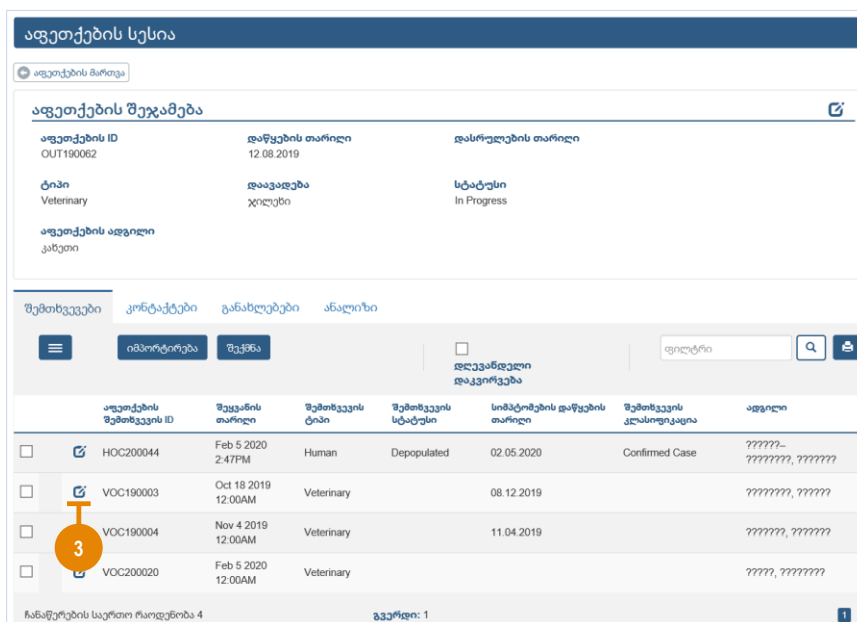 აფეთქების სესია
აფეთქების მართვა
აფეთქების შეჯამება
აფეთქების ID დაწყების თარიღი დასრულების თარიღი
OUT190062 12.08.2019
ტიპი დაავადება სტატუსი
Veterinary ჯილეხი In Progress
აფეთქების ადგილი
კახეთი
შემთხვევები კონტაქტები განახლებები ანალიზი
იმპორტირება შექმნა ფილტრი
დღევანდელი
დაკვირვება
აფეთქების შეყვანის შემთხვევის შემთხვევის სიმპტომების დაწყების შემთხვევის ადგილი
შემთხვევის ID თარიღი ტიპი სტატუსი თარიღი კლასიფიკაცია
HOC200044 Feb 5 2020 Human Depopulated 02.05.2020 Confirmed Case ??????–
2:47PM ????????, ???????
VOC190003 Oct 18 2019 Veterinary 08.12.2019 ????????, ??????
12:00AM
VOC190004 Nov 4 2019 Veterinary 11.04.2019 ???????, ???????
12:00AM
3
VOC200020 Feb 5 2020 Veterinary ?????, ????????
12:00AM
ჩანაწერების საერთო რაოდენობა 4 გვერდი: 1 1